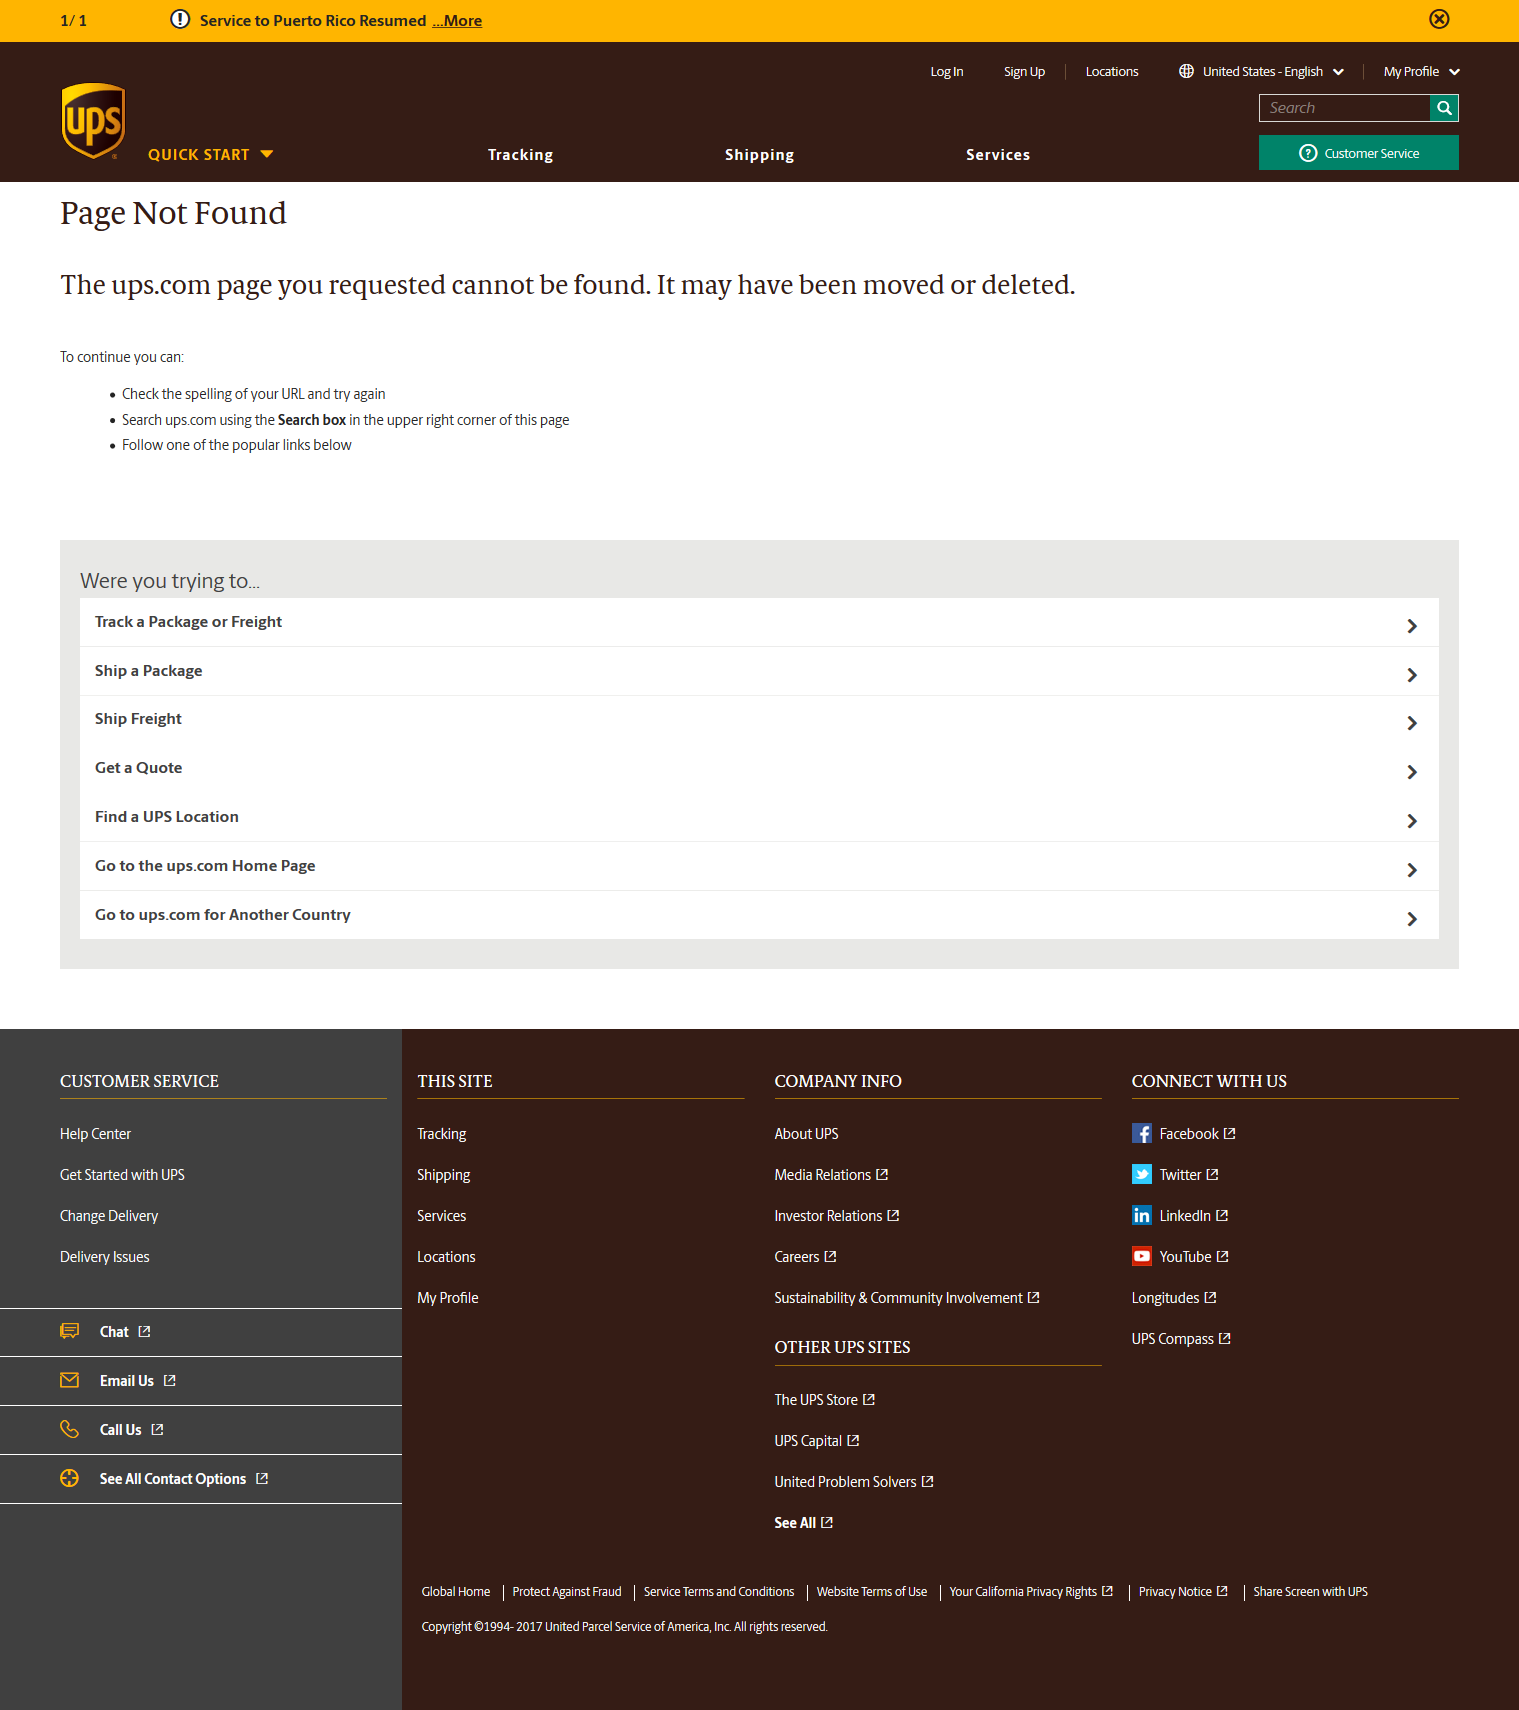 1/ 1
Service to Puerto Rico Resumed ...More
Log In
Sign Up
Locations
United States - English
My Profile
Search
ups
QUICK START
Tracking
Shipping
Services
Customer Service
Page Not Found
The ups.com page you requested cannot be found. It may have been moved or deleted.
To continue you can:
• Check the spelling of your URL and try again
• Search ups.com using the Search box in the upper right corner of this page
• Follow one of the popular links below
Were you trying to...
Track a Package or Freight
Ship a Package
Ship Freight
Get a Quote
Find a UPS Location
Go to the ups.com Home Page
Go to ups.com for Another Country
CUSTOMER SERVICE
Help Center
Get Started with UPS
Change Delivery
Delivery Issues
Chat
Email Us
Call Us
See All Contact Options
THIS SITE
Tracking
Shipping
Services
Locations
My Profile
COMPANY INFO
About UPS
Media Relations
Investor Relations
Careers
Sustainability & Community Involvement
OTHER UPS SITES
The UPS Store
UPS Capital
United Problem Solvers
See All
CONNECT WITH US
Facebook
Twitter
LinkedIn
YouTube
Longitudes
UPS Compass
Global Home | Protect Against Fraud | Service Terms and Conditions | Website Terms of Use | Your California Privacy Rights | Privacy Notice | Share Screen with UPS
Copyright ©1994- 2017 United Parcel Service of America, Inc. All rights reserved.